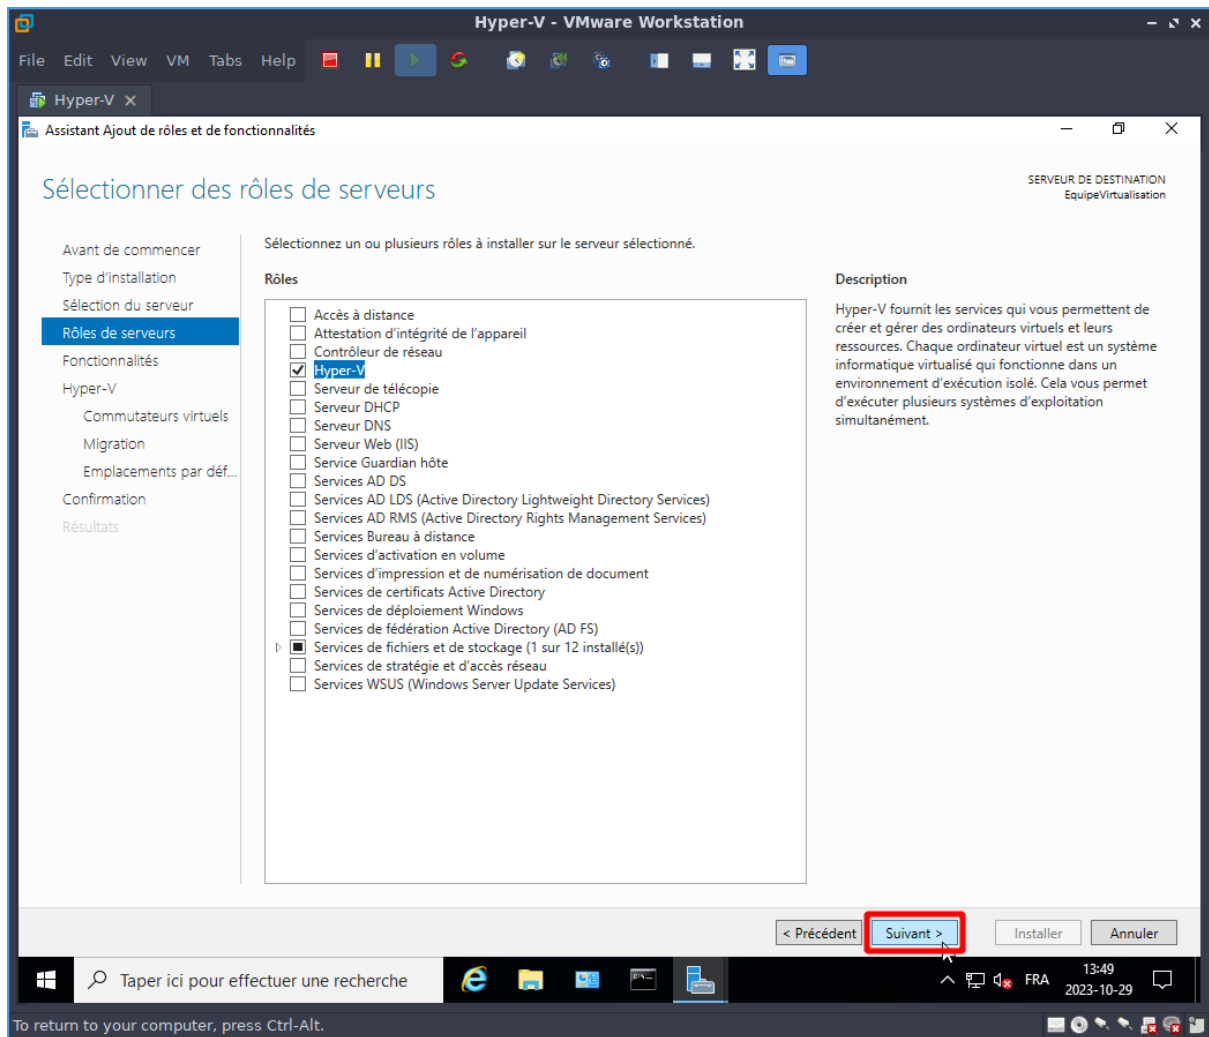 Hyper-V - VMware Workstation
File Edit View VM Tabs Help
Hyper-V
Assistant Ajout de rôles et de fonctionnalités
Sélectionner des rôles de serveurs
SERVEUR DE DESTINATION
EquipeVirtualisation
Avant de commencer
Type d'installation
Sélection du serveur
Rôles de serveurs
Fonctionnalités
Hyper-V
Commutateurs virtuels
Migration
Emplacements par déf...
Confirmation
Résultats
Sélectionnez un ou plusieurs rôles à installer sur le serveur sélectionné.
Rôles
Accès à distance
Attestation d'intégrité de l'appareil
Contrôleur de réseau
Hyper-V
Serveur de télécopie
Serveur DHCP
Serveur DNS
Serveur Web (IIS)
Service Guardian hôte
Services AD DS
Services AD LDS (Active Directory Lightweight Directory Services)
Services AD RMS (Active Directory Rights Management Services)
Services Bureau à distance
Services d'activation en volume
Services d'impression et de numérisation de document
Services de certificats Active Directory
Services de déploiement Windows
Services de fédération Active Directory (AD FS)
Services de fichiers et de stockage (1 sur 12 installé(s))
Services de stratégie et d'accès réseau
Services WSUS (Windows Server Update Services)
Description
Hyper-V fournit les services qui vous permettent de
créer et gérer des ordinateurs virtuels et leurs
ressources. Chaque ordinateur virtuel est un système
informatique virtualisé qui fonctionne dans un
environnement d'exécution isolé. Cela vous permet
d'exécuter plusieurs systèmes d'exploitation
simultanément.
< Précédent Suivant > Installer Annuler
Taper ici pour effectuer une recherche
FRA
13:49
2023-10-29
To return to your computer, press Ctrl-Alt.